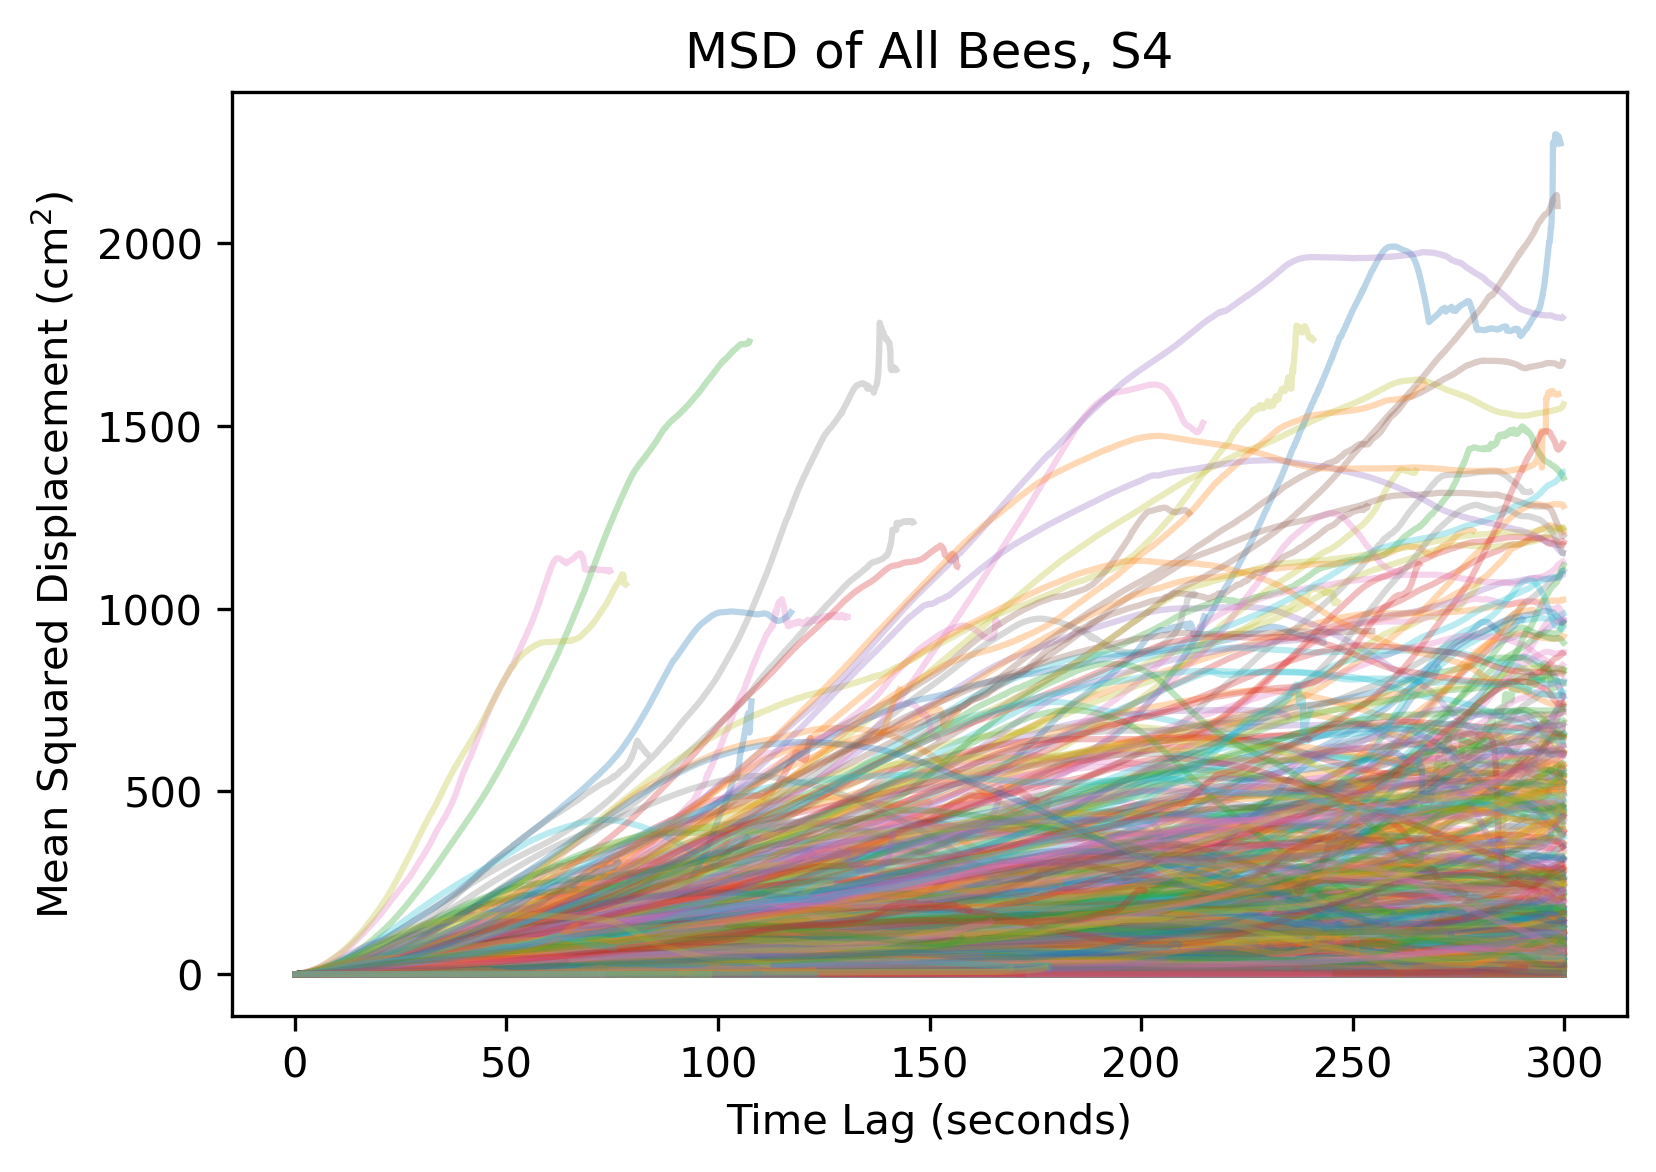 MSD of All Bees, S4
Mean Squared Displacement (cm²)
2000
1500
1000
500
0
0 50 100 150 200 250 300
Time Lag (seconds)